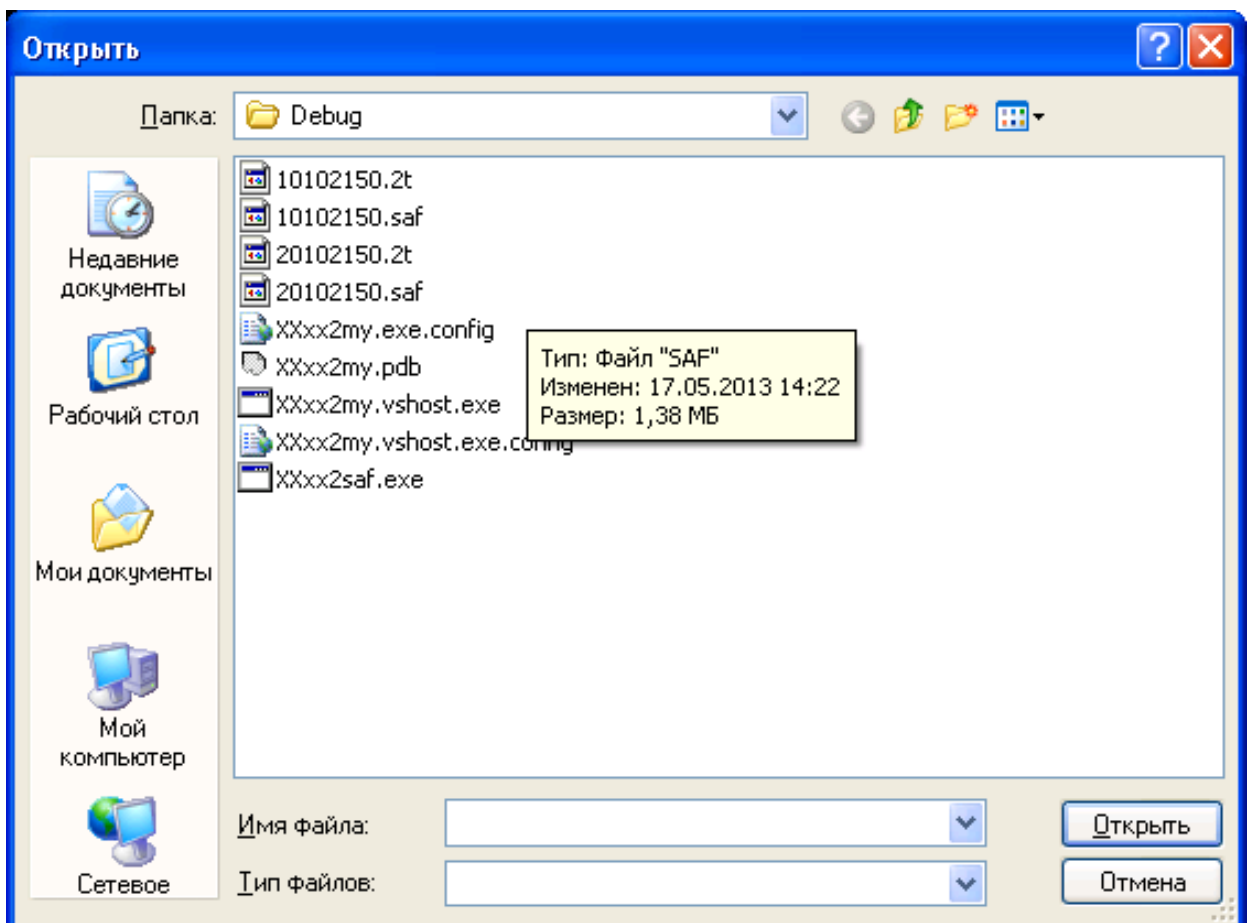 Открыть
Папка:
Debug
Недавние
документы
Рабочий стол
Мои документы
Мой
компьютер
Сетевое
10102150.2t
10102150.saf
20102150.2t
20102150.saf
XXxx2my.exe.config
XXxx2my.pdb
XXxx2my.vshost.exe
XXxx2my.vshost.exe.config
XXxx2saf.exe
Тип: Файл "SAF"
Изменен: 17.05.2013 14:22
Размер: 1,38 МБ
Имя файла:
Открыть
Тип файлов:
Отмена